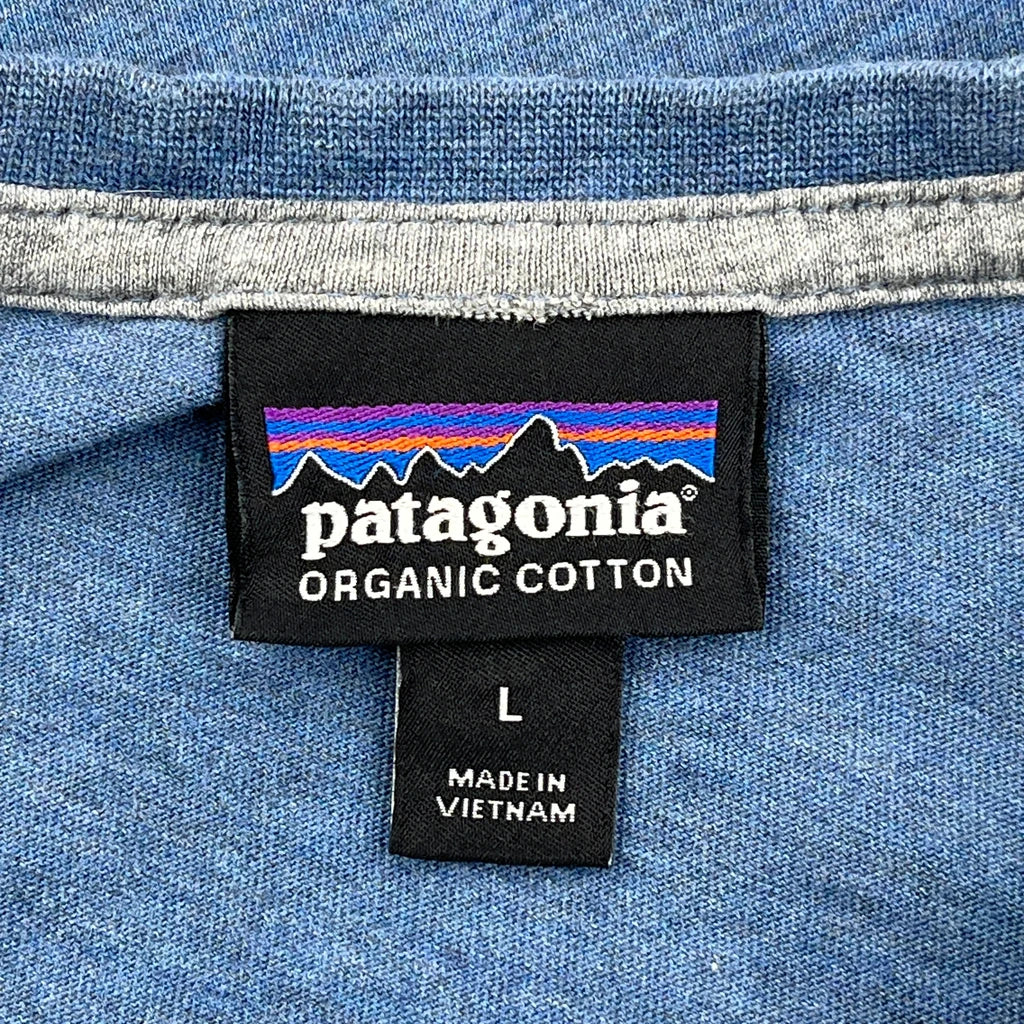 patagonia®
ORGANIC COTTON
L
MADE IN
VIETNAM